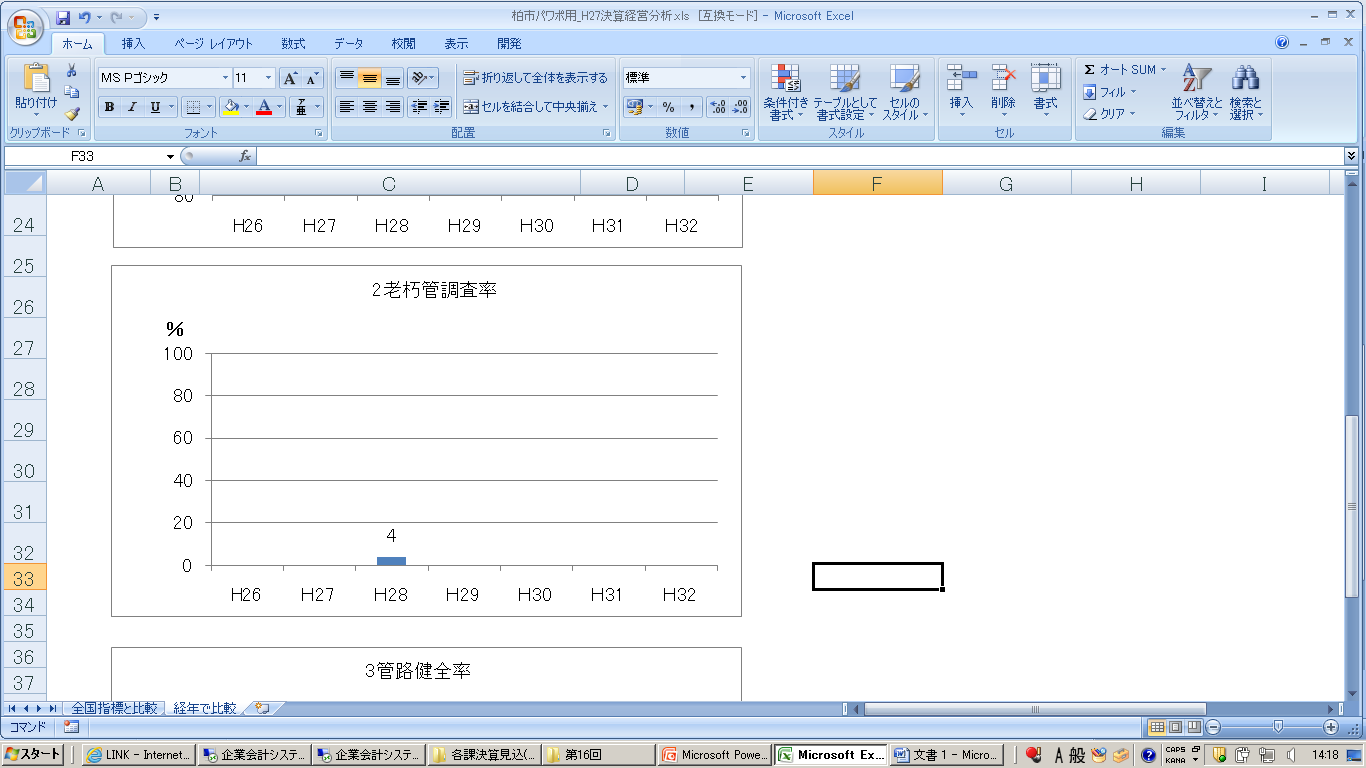 柏市パワポ用_H27決算経営分析.xls [互換モード] - Microsoft Excel
ホーム 挿入 ページ レイアウト 数式 データ 校閲 表示 開発
貼り付け
クリップボード
MS Pゴシック 11
B I U
フォント
折り返して全体を表示する
セルを結合して中央揃え
配置
標準
% ,
数値
条件付き書式 テーブルとして書式設定 セルのスタイル
スタイル
挿入 削除 書式
セル
Σ オート SUM
フィル
クリア
並べ替えとフィルタ 検索と選択
編集
F33 fx
A B C D E F G H I
24
25
26
27
28
29
30
31
32
33
34
35
36
37
80
H26 H27 H28 H29 H30 H31 H32
2老朽管調査率
%
100
80
60
40
20
0
4
H26 H27 H28 H29 H30 H31 H32
3管路健全率
全国指標と比較 経年で比較
コマンド
スタート LINK - Internet... 企業会計システ... 企業会計システ... 各課決算見込(... 第16回 Microsoft Powe... Microsoft Ex... 文書 1 - Micro... A 般 CAPS KANA 14:18